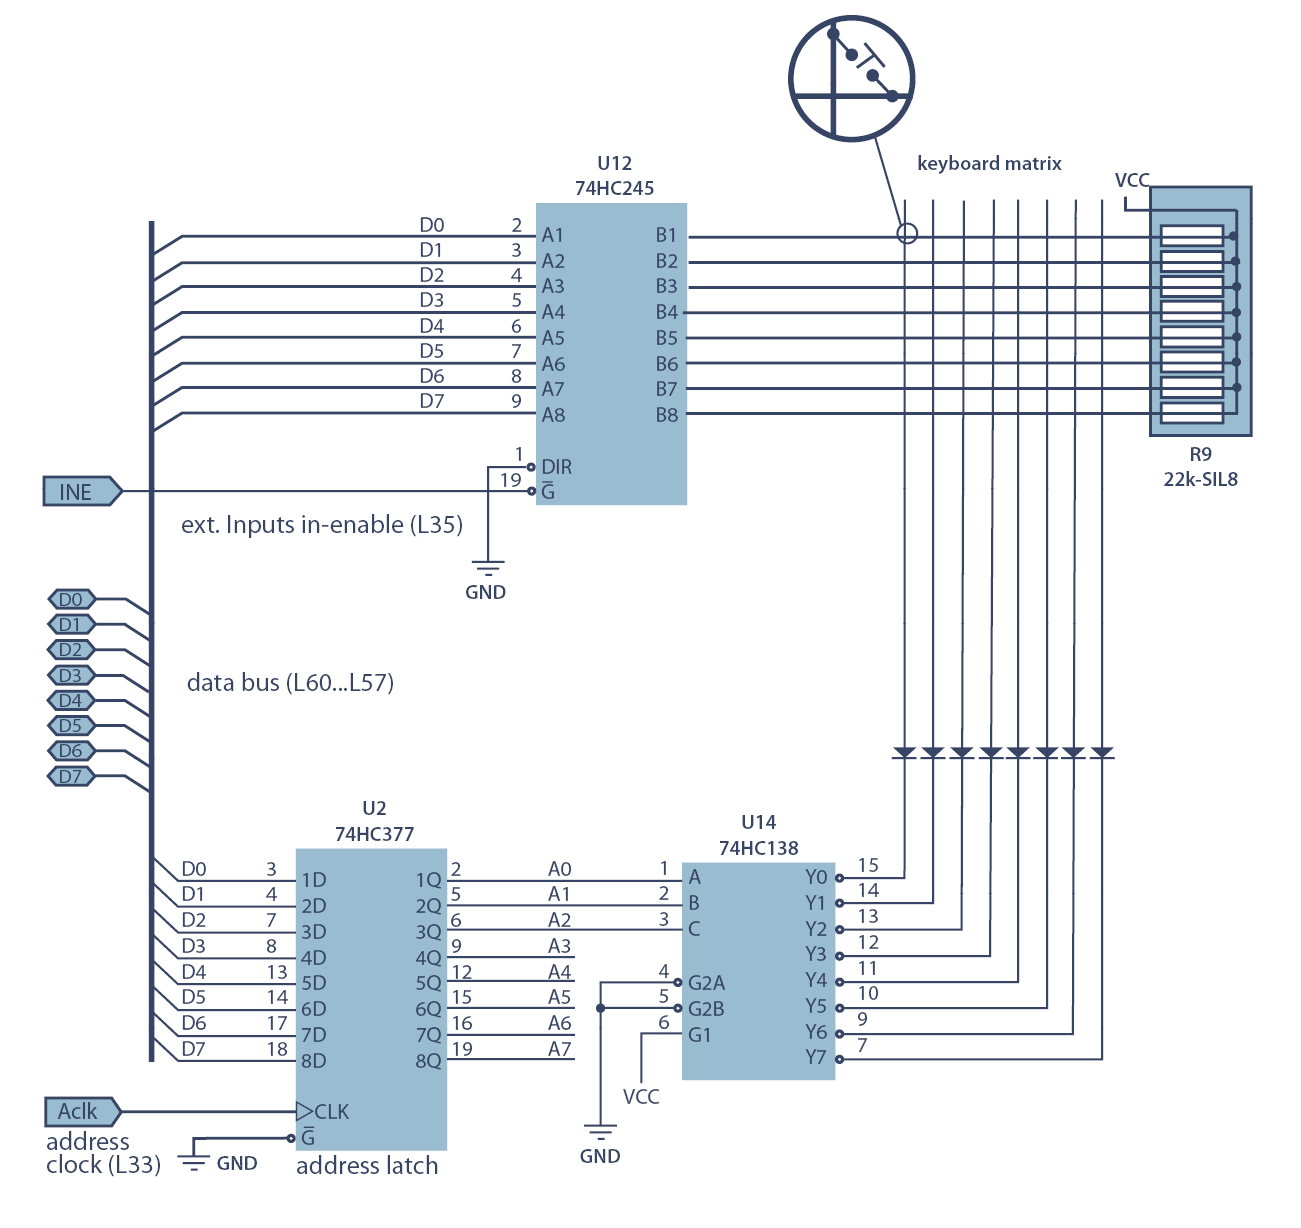 keyboard matrix
VCC
U12
74HC245
D0 2 A1 B1
D1 3 A2 B2
D2 4 A3 B3
D3 5 A4 B4
D4 6 A5 B5
D5 7 A6 B6
D6 8 A7 B7
D7 9 A8 B8
1 DIR
19 G̅
R9
22k-SIL8
INE
ext. Inputs in-enable (L35)
GND
D0
D1
D2
D3
D4
D5
D6
D7
data bus (L60...L57)
U2
74HC377
U14
74HC138
D0 3 1D 1Q 2 A0 1 A Y0 15
D1 4 2D 2Q 5 A1 2 B Y1 14
D2 7 3D 3Q 6 A2 3 C Y2 13
D3 8 4D 4Q 9 A3 Y3 12
D4 13 5D 5Q 12 A4 4 G2A Y4 11
D5 14 6D 6Q 15 A5 5 G2B Y5 10
D6 17 7D 7Q 16 A6 6 G1 Y6 9
D7 18 8D 8Q 19 A7 Y7 7
VCC
Aclk
CLK
G̅
address
clock (L33)
GND
address latch
GND